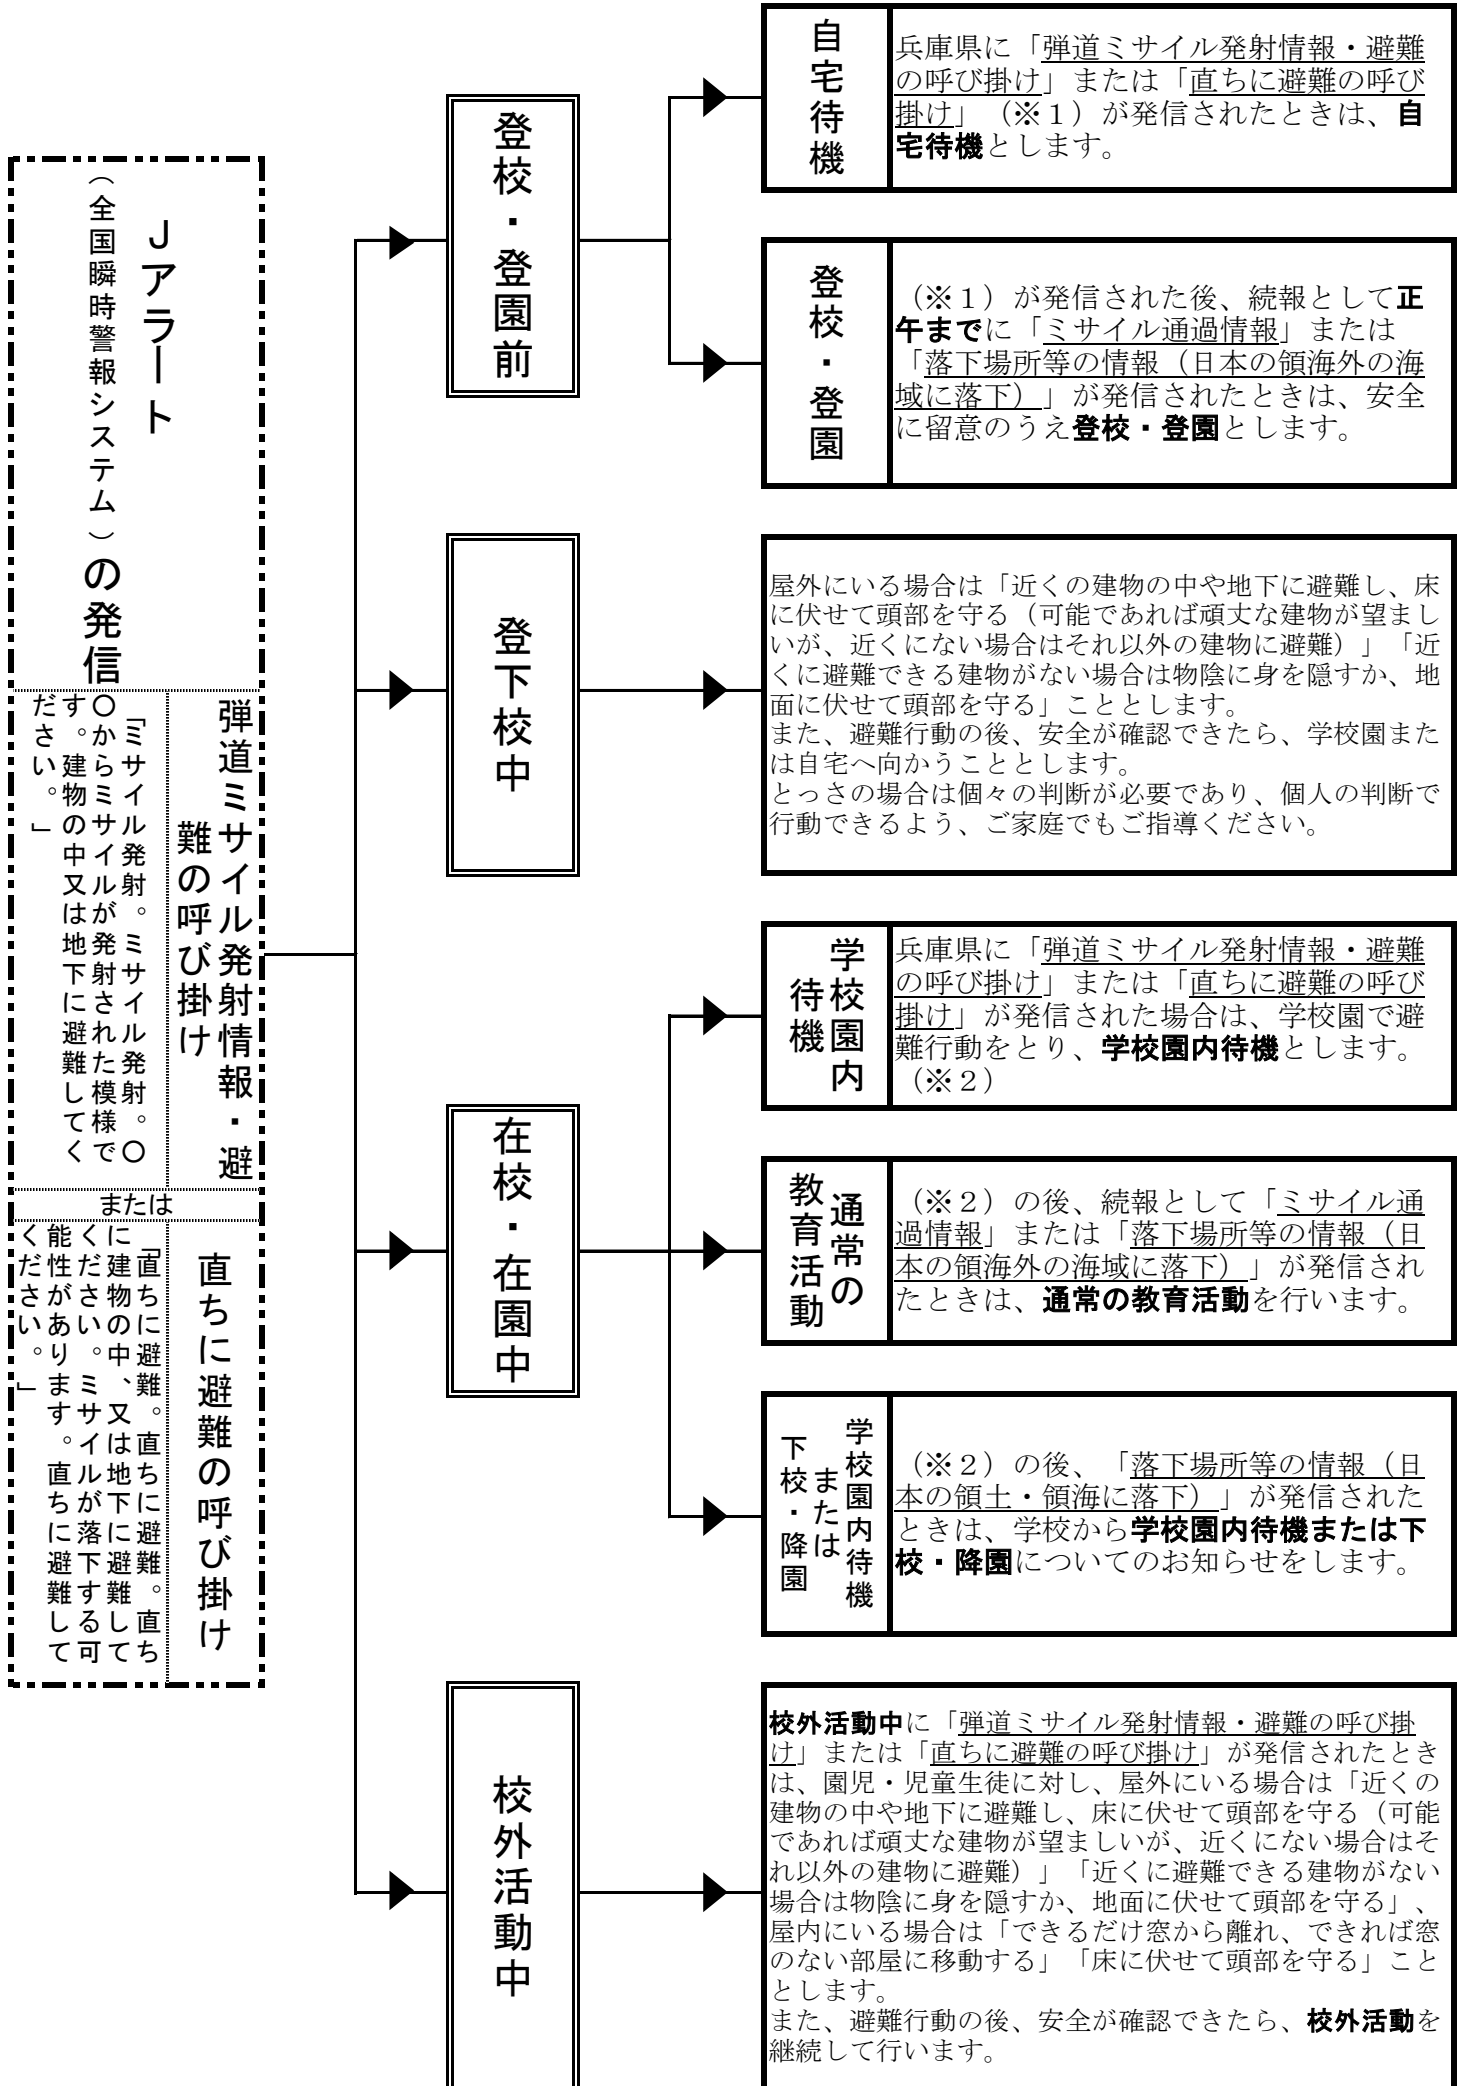 Jアラート
（全国瞬時警報システム）の発信
弾道ミサイル発射情報・避
難の呼び掛け
「ミサイル発射。ミサイル発射。〇
〇からミサイルが発射された模様で
す。建物の中又は地下に避難してく
ださい。」
または
直ちに避難の呼び掛け
「直ちに避難。直ちに避難。直ち
に建物の中、又は地下に避難して
ください。ミサイルが落下する可
能性があります。直ちに避難して
ください。」
登校・登園前
自宅待機
兵庫県に「弾道ミサイル発射情報・避難
の呼び掛け」または「直ちに避難の呼び
掛け」（※１）が発信されたときは、自
宅待機とします。
登校・登園
（※１）が発信された後、続報として正
午までに「ミサイル通過情報」または
「落下場所等の情報（日本の領海外の海
域に落下）」が発信されたときは、安全
に留意のうえ登校・登園とします。
登下校中
屋外にいる場合は「近くの建物の中や地下に避難し、床
に伏せて頭部を守る（可能であれば頑丈な建物が望まし
いが、近くにない場合はそれ以外の建物に避難）」「近
くに避難できる建物がない場合は物陰に身を隠すか、地
面に伏せて頭部を守る」こととします。
また、避難行動の後、安全が確認できたら、学校園また
は自宅へ向かうこととします。
とっさの場合は個々の判断が必要であり、個人の判断で
行動できるよう、ご家庭でもご指導ください。
在校・在園中
学校園内
待機
兵庫県に「弾道ミサイル発射情報・避難
の呼び掛け」または「直ちに避難の呼び
掛け」が発信された場合は、学校園で避
難行動をとり、学校園内待機とします。
（※２）
通常の
教育活動
（※２）の後、続報として「ミサイル通
過情報」または「落下場所等の情報（日
本の領海外の海域に落下）」が発信され
たときは、通常の教育活動を行います。
学校園内待機
または
下校・降園
（※２）の後、「落下場所等の情報（日
本の領土・領海に落下）」が発信された
ときは、学校から学校園内待機または下
校・降園についてのお知らせをします。
校外活動中
校外活動中に「弾道ミサイル発射情報・避難の呼び掛
け」または「直ちに避難の呼び掛け」が発信されたとき
は、園児・児童生徒に対し、屋外にいる場合は「近くの
建物の中や地下に避難し、床に伏せて頭部を守る（可能
であれば頑丈な建物が望ましいが、近くにない場合はそ
れ以外の建物に避難）」「近くに避難できる建物がない
場合は物陰に身を隠すか、地面に伏せて頭部を守る」、
屋内にいる場合は「できるだけ窓から離れ、できれば窓
のない部屋に移動する」「床に伏せて頭部を守る」こと
とします。
また、避難行動の後、安全が確認できたら、校外活動を
継続して行います。